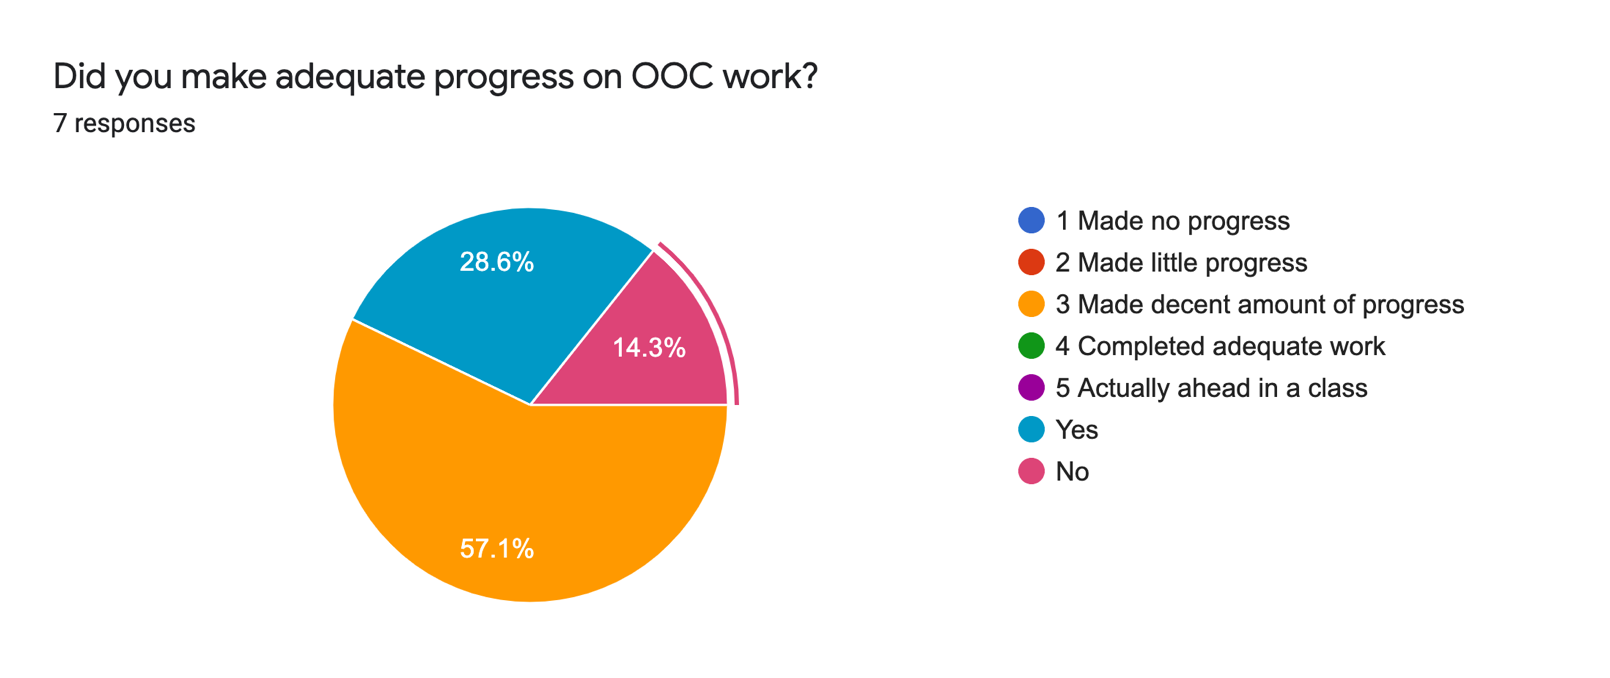 Did you make adequate progress on OOC work?
7 responses
28.6%
14.3%
57.1%
1 Made no progress
2 Made little progress
3 Made decent amount of progress
4 Completed adequate work
5 Actually ahead in a class
Yes
No